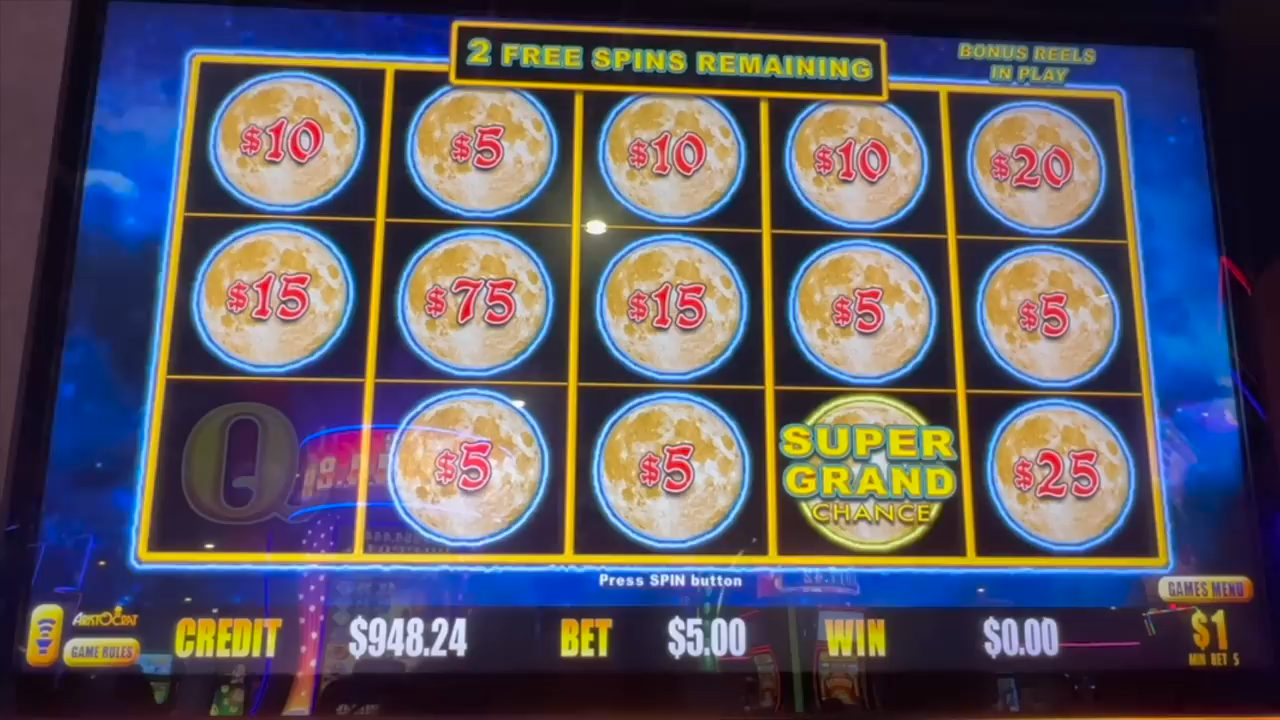 2 FREE SPINS REMAINING
BONUS REELS
IN PLAY
$10
$5
$10
$10
$20
$15
$75
$15
$5
$5
Q
$5
$5
SUPER
GRAND
CHANCE
$25
Press SPIN button
GAMES MENU
ARISTOCRAT
GAME RULES
CREDIT $948.24 BET $5.00 WIN $0.00
$1
MIN BET 5